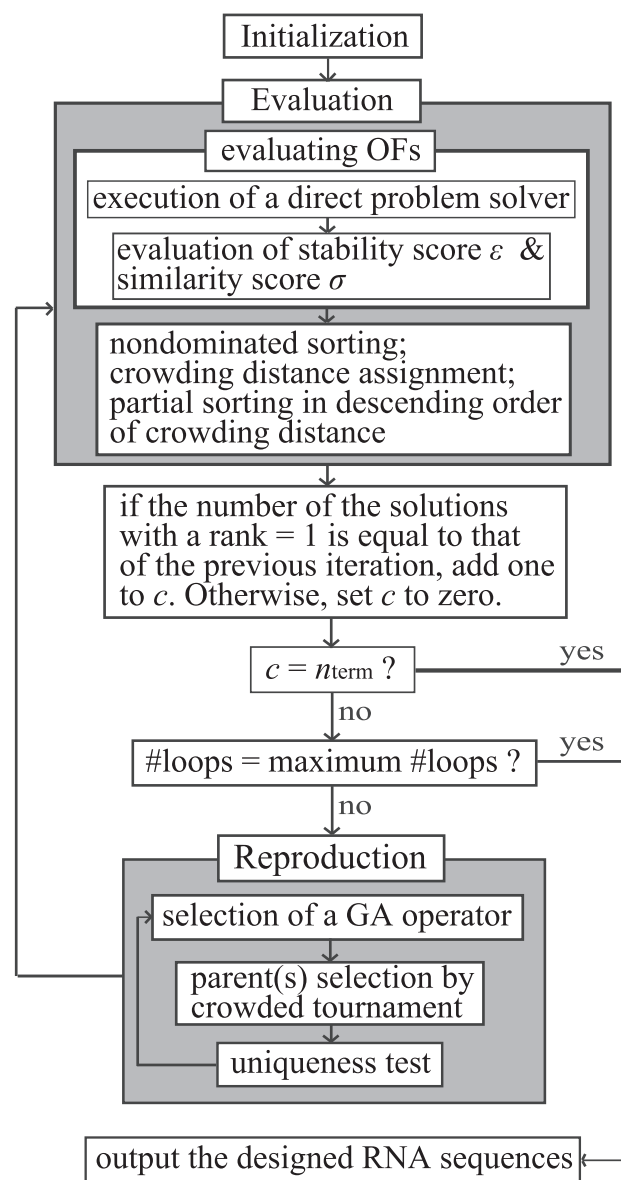 Initialization
Evaluation
evaluating OFs
execution of a direct problem solver
evaluation of stability score ε &
similarity score σ
nondominated sorting;
crowding distance assignment;
partial sorting in descending order
of crowding distance
if the number of the solutions
with a rank = 1 is equal to that
of the previous iteration, add one
to c. Otherwise, set c to zero.
yes
c = nterm ?
no
yes
#loops = maximum #loops ?
no
Reproduction
selection of a GA operator
parent(s) selection by
crowded tournament
uniqueness test
output the designed RNA sequences